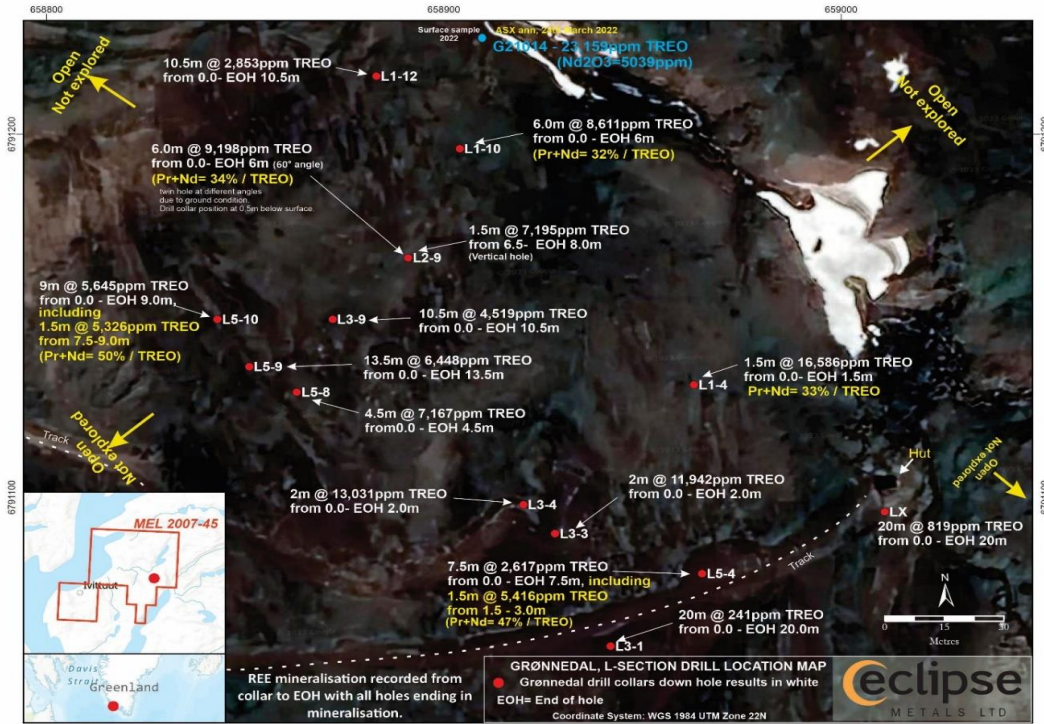 658800
658900
659000
Surface sample
2022
ASX ann, 24th March 2022
G21014 - 23,159ppm TREO
(Nd2O3=5039ppm)
Open
Not explored
10.5m @ 2,853ppm TREO
from 0.0- EOH 10.5m
L1-12
Open
Not explored
6791200
6791200
6.0m @ 8,611ppm TREO
from 0.0 - EOH 6m
(Pr+Nd= 32% / TREO)
L1-10
6.0m @ 9,198ppm TREO
from 0.0- EOH 6m (60° angle)
(Pr+Nd= 34% / TREO)
twin hole at different angles
due to ground condition.
Drill collar position at 0.5m below surface.
1.5m @ 7,195ppm TREO
from 6.5- EOH 8.0m
(Vertical hole)
L2-9
9m @ 5,645ppm TREO
from 0.0 - EOH 9.0m,
including
1.5m @ 5,326ppm TREO
from 7.5-9.0m
(Pr+Nd= 50% / TREO)
L5-10
L3-9
10.5m @ 4,519ppm TREO
from 0.0 - EOH 10.5m
L5-9
13.5m @ 6,448ppm TREO
from 0.0 - EOH 13.5m
L5-8
4.5m @ 7,167ppm TREO
from0.0 - EOH 4.5m
1.5m @ 16,586ppm TREO
from 0.0- EOH 1.5m
Pr+Nd= 33% / TREO
L1-4
Track
Open
Not explored
Hut
Not explored
Open
6791100
6791100
2m @ 13,031ppm TREO
from 0.0- EOH 2.0m
L3-4
2m @ 11,942ppm TREO
from 0.0 - EOH 2.0m
L3-3
LX
20m @ 819ppm TREO
from 0.0 - EOH 20m
Track
7.5m @ 2,617ppm TREO
from 0.0 - EOH 7.5m, including
1.5m @ 5,416ppm TREO
from 1.5 - 3.0m
(Pr+Nd= 47% / TREO)
L5-4
20m @ 241ppm TREO
from 0.0 - EOH 20.0m
L3-1
MEL 2007-45
Ivittuut
Davis
Strait
Greenland
N
0
15
30
Metres
REE mineralisation recorded from
collar to EOH with all holes ending in
mineralisation.
GRØNNEDAL, L-SECTION DRILL LOCATION MAP
Grønnedal drill collars down hole results in white
EOH= End of hole
Coordinate System: WGS 1984 UTM Zone 22N
eclipse
METALS LTD